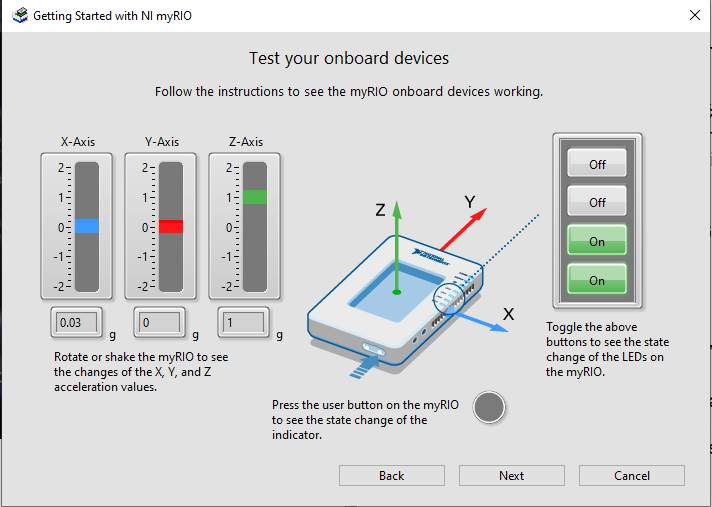 Getting Started with NI myRIO
Test your onboard devices
Follow the instructions to see the myRIO onboard devices working.
X-Axis Y-Axis Z-Axis
2 2 2
1 1 1
0 0 0
-1 -1 -1
-2 -2 -2
0.03 g 0 g 1 g
Rotate or shake the myRIO to see
the changes of the X, Y, and Z
acceleration values.
Z
Y
X
Press the user button on the myRIO
to see the state change of the
indicator.
Off
Off
On
On
Toggle the above
buttons to see the state
change of the LEDs on
the myRIO.
Back Next Cancel